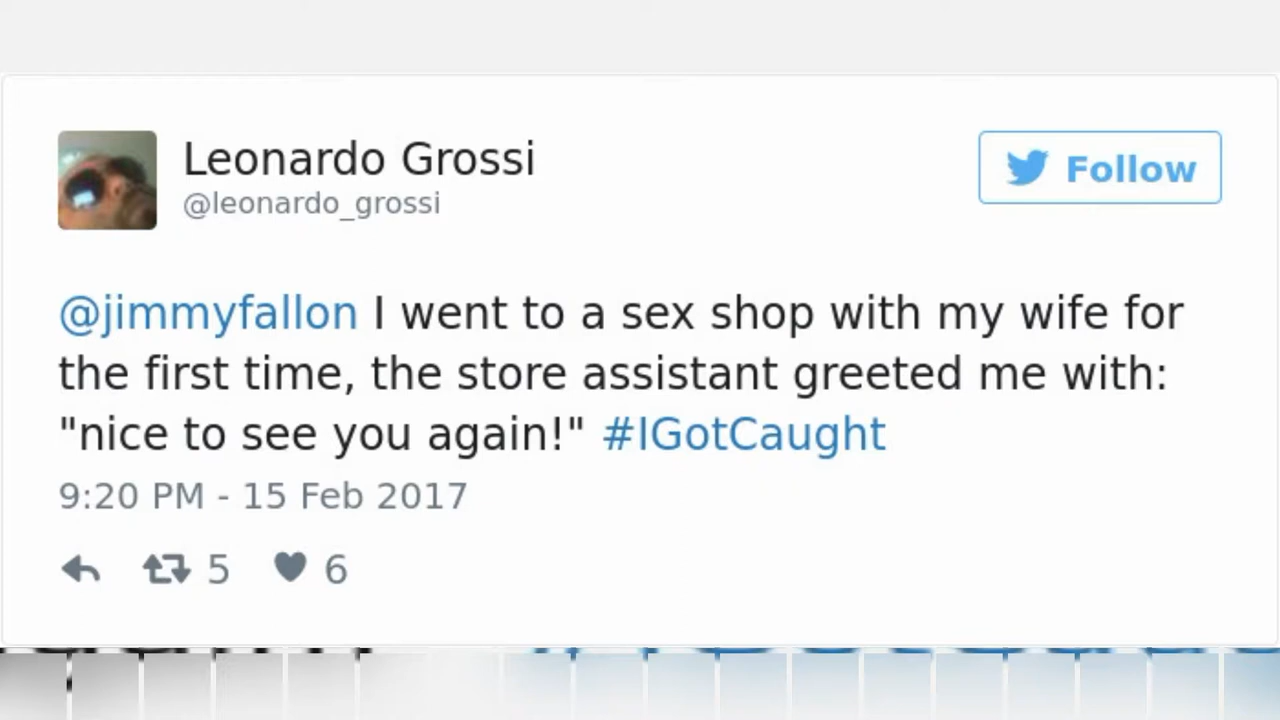 Leonardo Grossi
@leonardo_grossi
Follow
@jimmyfallon I went to a sex shop with my wife for
the first time, the store assistant greeted me with:
"nice to see you again!" #IGotCaught
9:20 PM - 15 Feb 2017
5 6